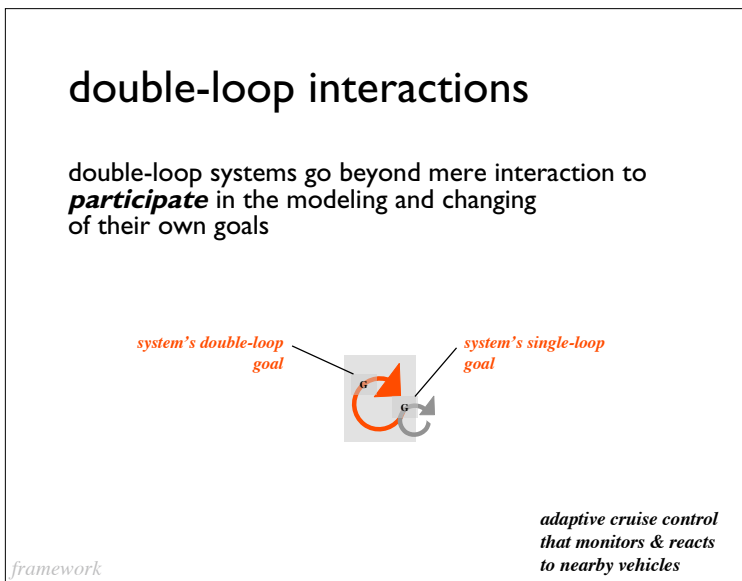 double-loop interactions
double-loop systems go beyond mere interaction to
participate in the modeling and changing
of their own goals
system's double-loop
goal
system's single-loop
goal
G
G
adaptive cruise control
that monitors & reacts
to nearby vehicles
framework